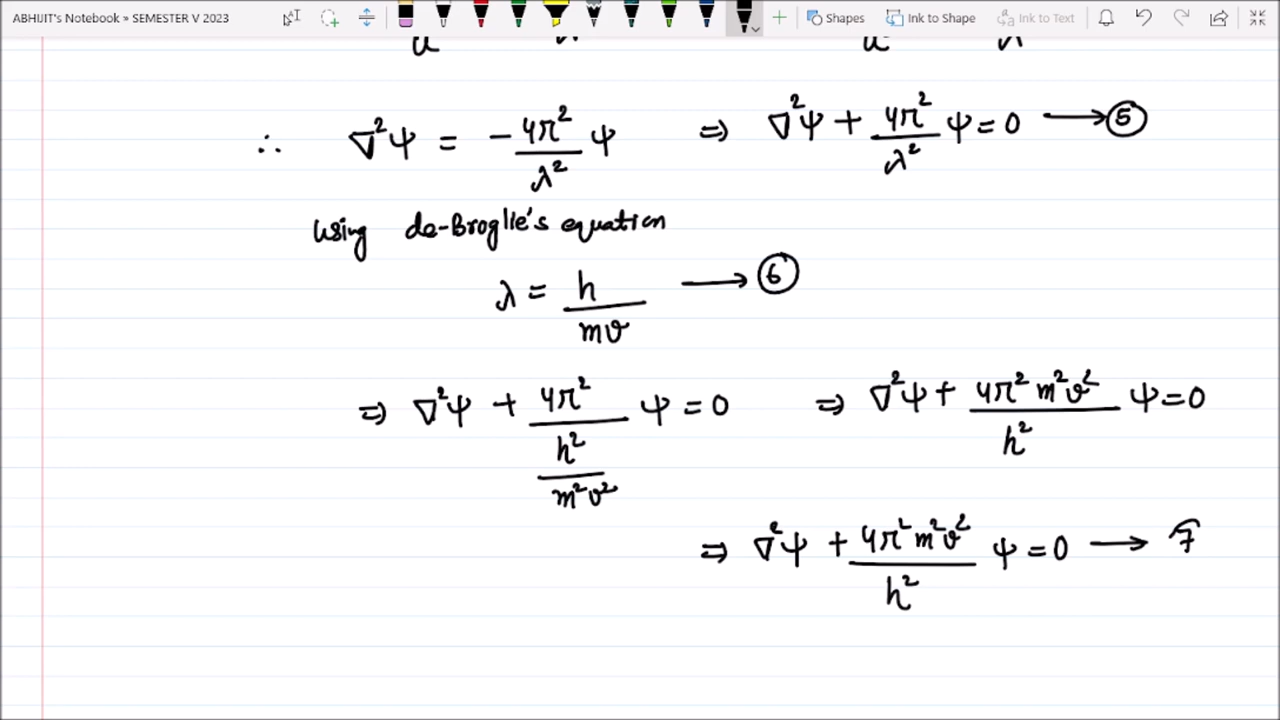 ABHIJIT's Notebook » SEMESTER V 2023 Shapes Ink to Shape Ink to Text
∴ ∇²ψ = -4π²/λ² ψ ⇒ ∇²ψ + 4π²/λ² ψ = 0 ⟶ ⑤
Using de-Broglie's equation
λ = h/mv ⟶ ⑥
⇒ ∇²ψ + 4π²/(h²/m²v²) ψ = 0 ⇒ ∇²ψ + 4π²m²v²/h² ψ = 0
⇒ ∇²ψ + 4π²m²v²/h² ψ = 0 ⟶ 7